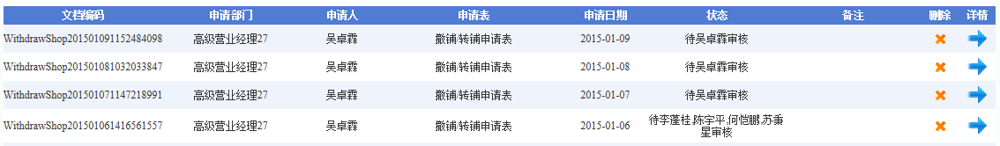 文档编码 申请部门 申请人 申请表 申请日期 状态 备注 删除 详情
WithdrawShop201501091152484098 高级营业经理27 吴卓霖 撤铺/转铺申请表 2015-01-09 待吴卓霖审核
WithdrawShop201501081032033847 高级营业经理27 吴卓霖 撤铺/转铺申请表 2015-01-08 待吴卓霖审核
WithdrawShop201501071147218991 高级营业经理27 吴卓霖 撤铺/转铺申请表 2015-01-07 待吴卓霖审核
WithdrawShop201501061416561557 高级营业经理27 吴卓霖 撤铺/转铺申请表 2015-01-06 待李蓬桂,陈宇平,何恺鹏,苏秉
星审核